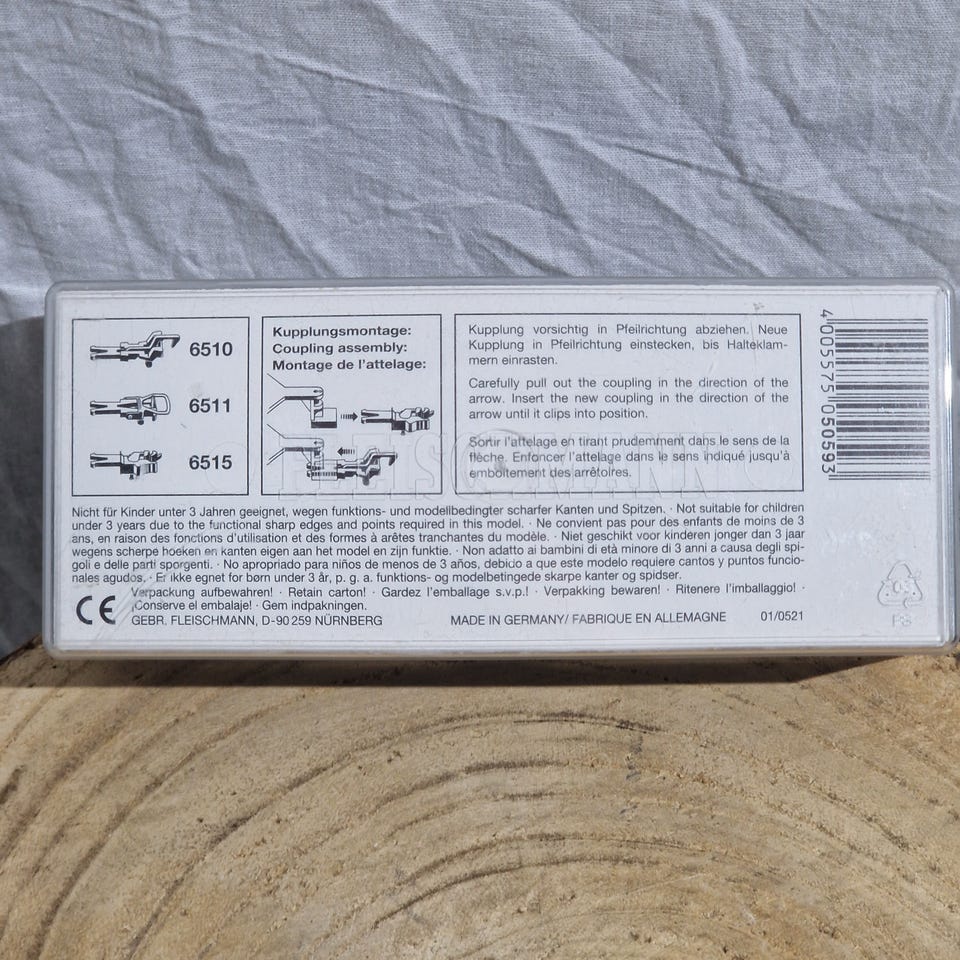 6510
6511
6515
Kupplungsmontage:
Coupling assembly:
Montage de l'attelage:
Kupplung vorsichtig in Pfeilrichtung abziehen. Neue
Kupplung in Pfeilrichtung einstecken, bis Halteklam-
mern einrasten.
Carefully pull out the coupling in the direction of the
arrow. Insert the new coupling in the direction of the
arrow until it clips into position.
Sortir l'attelage en tirant prudemment dans le sens de la
flèche. Enfoncer l'attelage dans le sens indiqué jusqu'à
emboîtement des arrêtoires.
4 005575 050593
FLEISCHMANN
Nicht für Kinder unter 3 Jahren geeignet, wegen funktions- und modellbedingter scharfer Kanten und Spitzen. · Not suitable for children
under 3 years due to the functional sharp edges and points required in this model. · Ne convient pas pour des enfants de moins de 3
ans, en raison des fonctions d'utilisation et des formes à arêtes tranchantes du modèle. · Niet geschikt voor kinderen jonger dan 3 jaar
wegens scherpe hoeken en kanten eigen aan het model en zijn funktie. · Non adatto ai bambini di età minore di 3 anni a causa degli spi-
goli e delle parti sporgenti. · No apropriado para niños de menos de 3 años, debido a que este modelo requiere cantos y puntos funcio-
nales agudos. · Er ikke egnet for børn under 3 år, p. g. a. funktions- og modelbetingede skarpe kanter og spidser.
CE Verpackung aufbewahren! · Retain carton! · Gardez l'emballage s.v.p.! · Verpakking bewaren! · Ritenere l'imballaggio! ·
¡Conserve el embalaje! · Gem indpakningen.
GEBR. FLEISCHMANN, D-90259 NÜRNBERG MADE IN GERMANY/ FABRIQUE EN ALLEMAGNE 01/0521
PS